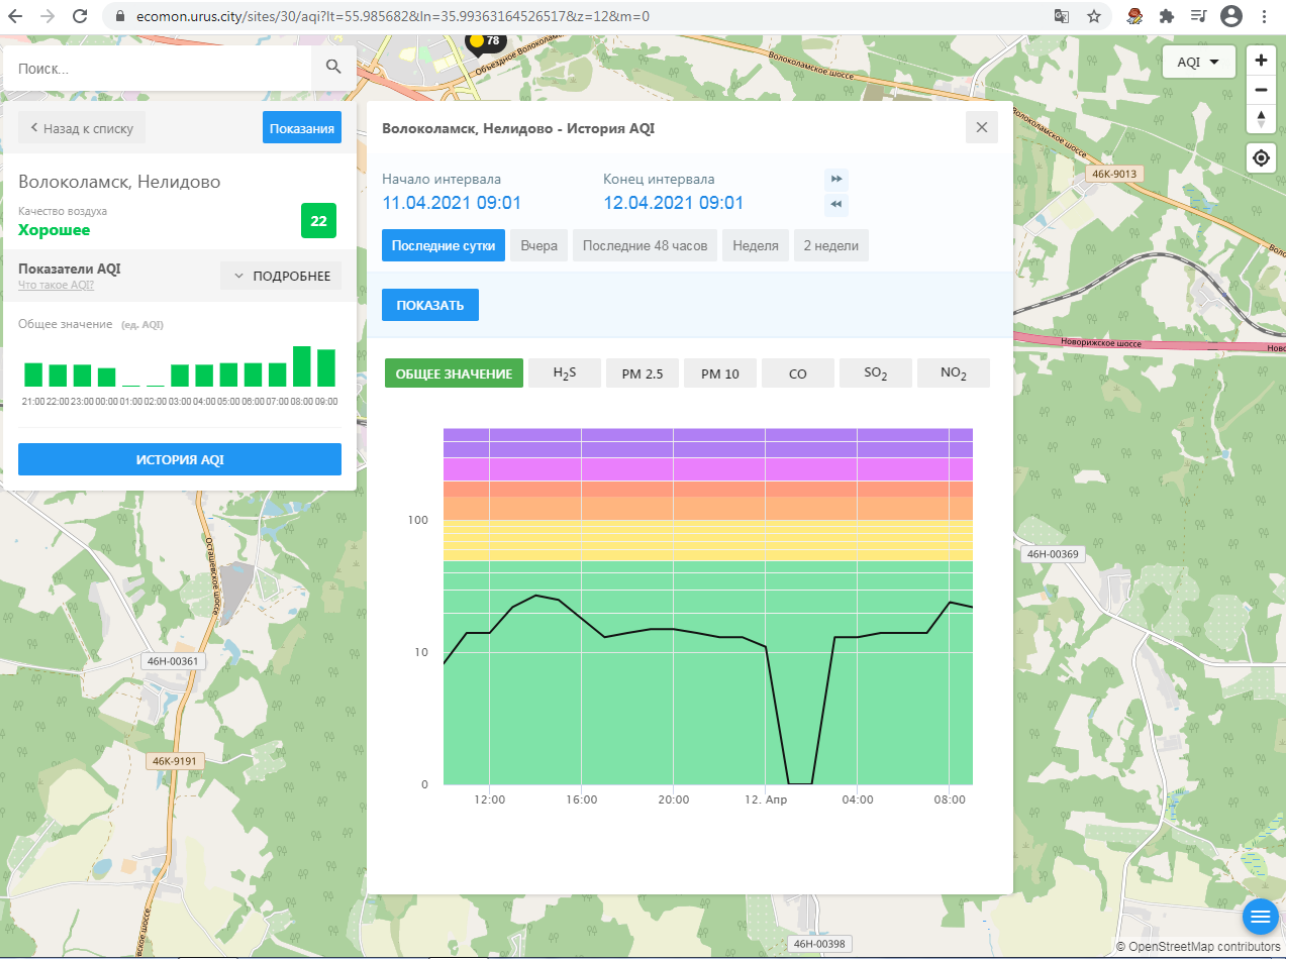 ecomon.urus.city/sites/30/aqi?lt=55.985682&ln=35.99363164526517&z=12&m=0
78
Объездное Волоколамск
Волоколамское шоссе
Поиск...
AQI
Назад к списку
Показания
Волоколамск, Нелидово - История AQI
Волоколамское шоссе
46К-9013
Волоколамск, Нелидово
Качество воздуха
Хорошее
22
Начало интервала
Конец интервала
11.04.2021 09:01
12.04.2021 09:01
Последние сутки
Вчера
Последние 48 часов
Неделя
2 недели
Показатели AQI
Что такое AQI?
ПОДРОБНЕЕ
ПОКАЗАТЬ
Общее значение (ед. AQI)
21:00 22:00 23:00 00:00 01:00 02:00 03:00 04:00 05:00 06:00 07:00 08:00 09:00
Новорижское шоссе
Ново
ОБЩЕЕ ЗНАЧЕНИЕ
H2S
PM 2.5
PM 10
CO
SO2
NO2
ИСТОРИЯ AQI
100
10
0
12:00
16:00
20:00
12. Апр
04:00
08:00
Осташёвское шоссе
46Н-00369
46Н-00361
46К-9191
46Н-00398
© OpenStreetMap contributors